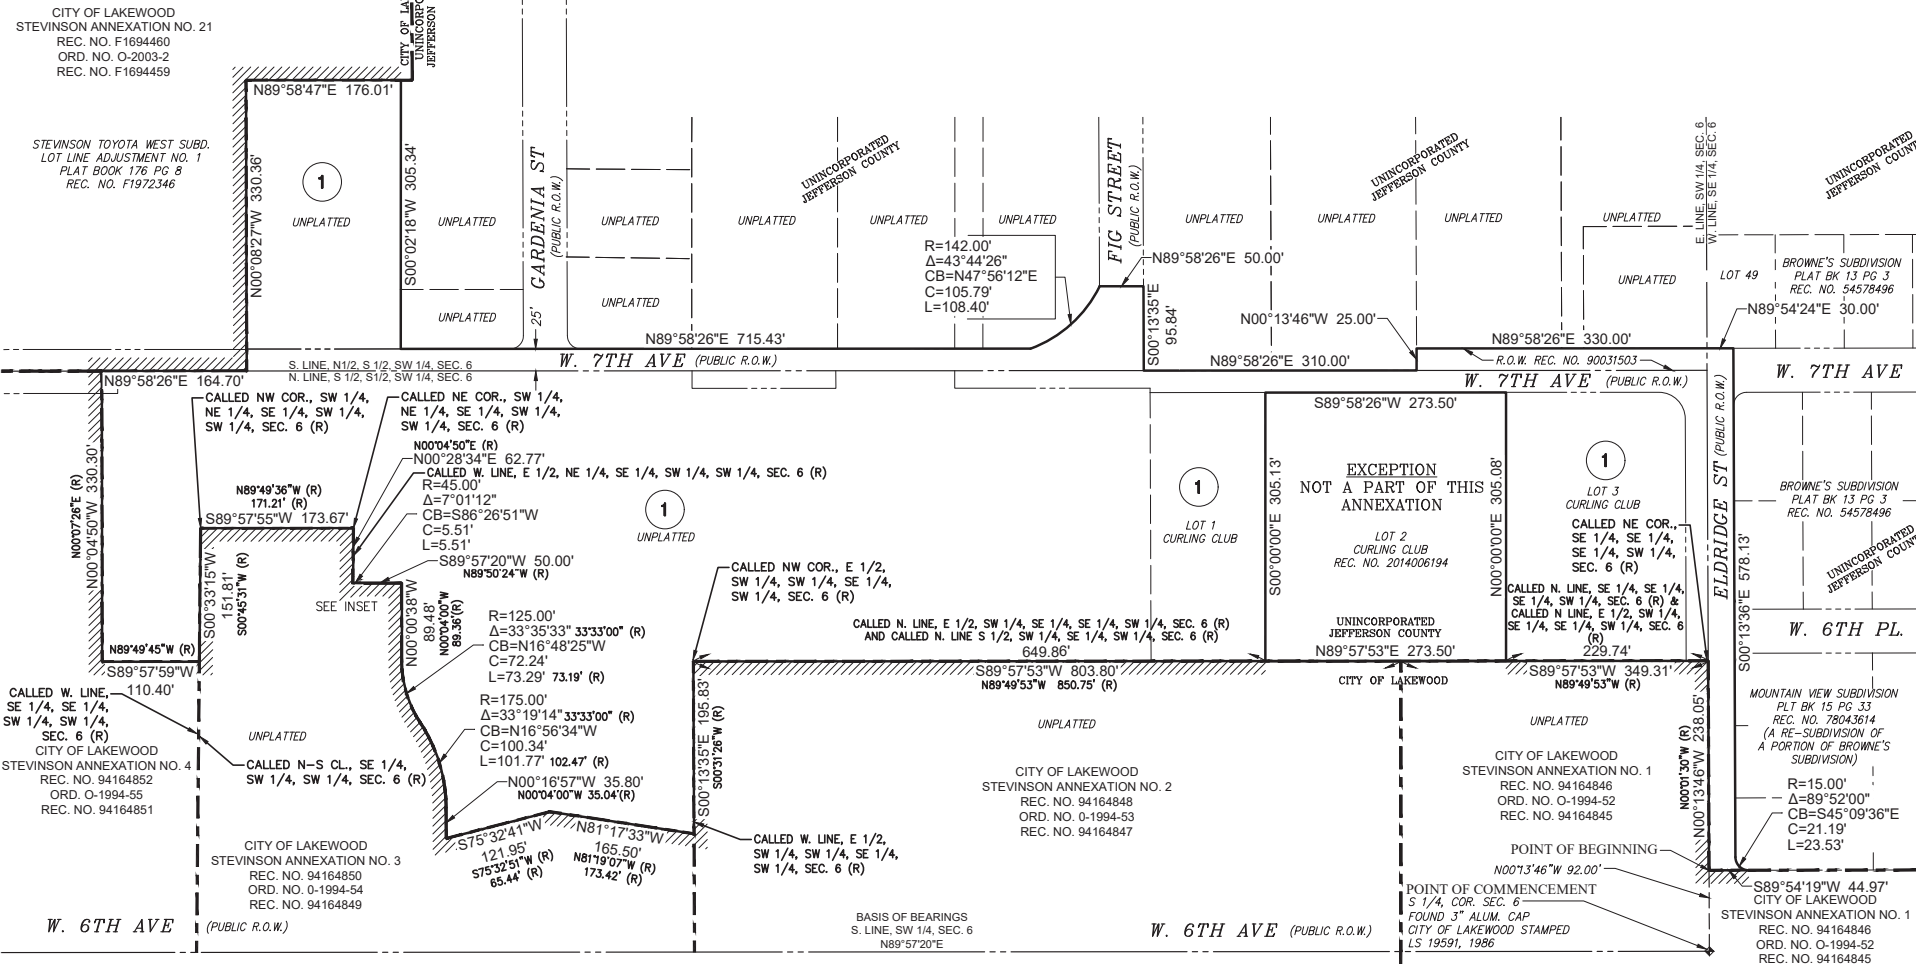 CITY OF LAKEWOOD
STEVINSON ANNEXATION NO. 21
REC. NO. F1694460
ORD. NO. O-2003-2
REC. NO. F1694459
UNINCORPO
JEFFERSON COUNTY
N89°58'47"E 176.01'
STEVINSON TOYOTA WEST SUBD.
LOT LINE ADJUSTMENT NO. 1
PLAT BOOK 176 PG 8
REC. NO. F1972346
N00°08'27"W 330.36'
1
UNPLATTED
S00°02'18"W 305.34'
UNPLATTED
UNPLATTED
GARDENIA ST
(PUBLIC R.O.W.)
25'
UNPLATTED
UNPLATTED
UNPLATTED
UNINCORPORATED
JEFFERSON COUNTY
UNPLATTED
UNPLATTED
R=142.00'
Δ=43°44'26"
CB=N47°56'12"E
C=105.79'
L=108.40'
FIG STREET
(PUBLIC R.O.W.)
N89°58'26"E 50.00'
S00°13'35"E
95.84'
UNPLATTED
UNPLATTED
UNINCORPORATED
JEFFERSON COUNTY
UNPLATTED
UNPLATTED
UNPLATTED
E. LINE, SW 1/4, SEC. 6
W. LINE, SE 1/4, SEC. 6
UNINCORPORATED
JEFFERSON COUNT
LOT 49
BROWNE'S SUBDIVISION
PLAT BK 13 PG 3
REC. NO. 54578496
N89°54'24"E 30.00'
N00°13'46"W 25.00'
N89°58'26"E 330.00'
N89°58'26"E 715.43'
N89°58'26"E 310.00'
R.O.W. REC. NO. 90031503
S. LINE, N1/2, S 1/2, SW 1/4, SEC. 6
N. LINE, S 1/2, S1/2, SW 1/4, SEC. 6
W. 7TH AVE (PUBLIC R.O.W.)
W. 7TH AVE (PUBLIC R.O.W.)
W. 7TH AVE
N89°58'26"E 164.70'
CALLED NW COR., SW 1/4,
NE 1/4, SE 1/4, SW 1/4,
SW 1/4, SEC. 6 (R)
CALLED NE COR., SW 1/4,
NE 1/4, SE 1/4, SW 1/4,
SW 1/4, SEC. 6 (R)
N00°04'50"E (R)
N00°28'34"E 62.77'
CALLED W. LINE, E 1/2, NE 1/4, SE 1/4, SW 1/4, SW 1/4, SEC. 6 (R)
R=45.00'
Δ=7°01'12"
CB=S86°26'51"W
C=5.51'
L=5.51'
S89°57'20"W 50.00'
N89°50'24"W (R)
N00°07'26"E (R)
N00°04'50"W 330.30'
N89°49'36"W (R)
171.21' (R)
S89°57'55"W 173.67'
S00°33'15"W
151.81'
S00°45'31"W (R)
SEE INSET
N00°00'38"W
89.48'
N00°04'00"W
89.36'(R)
1
UNPLATTED
N89°49'45"W (R)
S89°57'59"W
110.40'
R=125.00'
Δ=33°35'33" 33°33'00" (R)
CB=N16°48'25"W
C=72.24'
L=73.29' 73.19' (R)
R=175.00'
Δ=33°19'14" 33°33'00" (R)
CB=N16°56'34"W
C=100.34'
L=101.77' 102.47' (R)
N00°16'57"W 35.80'
N00°04'00"W 35.04'(R)
CALLED W. LINE,
SE 1/4, SE 1/4,
SW 1/4, SW 1/4,
SEC. 6 (R)
CITY OF LAKEWOOD
STEVINSON ANNEXATION NO. 4
REC. NO. 94164852
ORD. O-1994-55
REC. NO. 94164851
UNPLATTED
CALLED N-S CL., SE 1/4,
SW 1/4, SW 1/4, SEC. 6 (R)
CITY OF LAKEWOOD
STEVINSON ANNEXATION NO. 3
REC. NO. 94164850
ORD. NO. 0-1994-54
REC. NO. 94164849
S75°32'41"W
121.95'
S75°32'51"W (R)
65.44' (R)
N81°17'33"W
165.50'
N81°19'07"W (R)
173.42' (R)
S00°13'35"E 195.83'
S00°31'26"W (R)
CALLED NW COR., E 1/2,
SW 1/4, SW 1/4, SE 1/4,
SW 1/4, SEC. 6 (R)
CALLED W. LINE, E 1/2,
SW 1/4, SW 1/4, SE 1/4,
SW 1/4, SEC. 6 (R)
CALLED N. LINE, E 1/2, SW 1/4, SE 1/4, SE 1/4, SW 1/4, SEC. 6 (R)
AND CALLED N. LINE S 1/2, SW 1/4, SE 1/4, SW 1/4, SEC. 6 (R)
649.86'
S89°57'53"W 803.80'
N89°49'53"W 850.75' (R)
1
LOT 1
CURLING CLUB
S89°58'26"W 273.50'
S00°00'00"E 305.13'
EXCEPTION
NOT A PART OF THIS
ANNEXATION
LOT 2
CURLING CLUB
REC. NO. 2014006194
UNINCORPORATED
JEFFERSON COUNTY
N89°57'53"E 273.50'
CITY OF LAKEWOOD
N00°00'00"E 305.08'
1
LOT 3
CURLING CLUB
CALLED NE COR.,
SE 1/4, SE 1/4,
SE 1/4, SW 1/4,
SEC. 6 (R)
CALLED N. LINE, SE 1/4, SE 1/4,
SE 1/4, SW 1/4, SEC. 6 (R) &
CALLED N LINE, E 1/2, SW 1/4,
SE 1/4, SE 1/4, SW 1/4, SEC. 6
(R)
229.74'
S89°57'53"W 349.31'
N89°49'53"W (R)
ELDRIDGE ST (PUBLIC R.O.W.)
S00°13'36"E 578.13'
BROWNE'S SUBDIVISION
PLAT BK 13 PG 3
REC. NO. 54578496
UNINCORPORATED
JEFFERSON COUNT
W. 6TH PL.
MOUNTAIN VIEW SUBDIVISION
PLT BK 15 PG 33
REC. NO. 78043614
(A RE-SUBDIVISION OF
A PORTION OF BROWNE'S
SUBDIVISION)
R=15.00'
Δ=89°52'00"
CB=S45°09'36"E
C=21.19'
L=23.53'
UNPLATTED
CITY OF LAKEWOOD
STEVINSON ANNEXATION NO. 2
REC. NO. 94164848
ORD. NO. 0-1994-53
REC. NO. 94164847
UNPLATTED
CITY OF LAKEWOOD
STEVINSON ANNEXATION NO. 1
REC. NO. 94164846
ORD. NO. O-1994-52
REC. NO. 94164845
N00°01'30"W (R)
N00°13'46"W 238.05'
POINT OF BEGINNING
N00°13'46"W 92.00'
POINT OF COMMENCEMENT
S 1/4, COR. SEC. 6
FOUND 3" ALUM. CAP
CITY OF LAKEWOOD STAMPED
LS 19591, 1986
S89°54'19"W 44.97'
CITY OF LAKEWOOD
STEVINSON ANNEXATION NO. 1
REC. NO. 94164846
ORD. NO. O-1994-52
REC. NO. 94164845
W. 6TH AVE (PUBLIC R.O.W.)
BASIS OF BEARINGS
S. LINE, SW 1/4, SEC. 6
N89°57'20"E
W. 6TH AVE (PUBLIC R.O.W.)